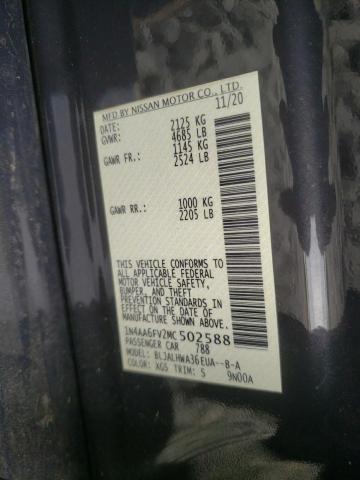 MFD BY NISSAN MOTOR CO., LTD.
DATE: 11/20
GVWR: 2125 KG
4685 LB
GAWR FR.: 1145 KG
2524 LB
GAWR RR.: 1000 KG
2205 LB
THIS VEHICLE CONFORMS TO
ALL APPLICABLE FEDERAL
MOTOR VEHICLE SAFETY,
BUMPER, AND THEFT
PREVENTION STANDARDS IN
EFFECT ON THE DATE OF
MANUFACTURE SHOWN ABOVE.
1N4AA6FV2MC502588
PASSENGER CAR 788
MODEL: BLJALHWA36EUA--B-A
COLOR: XGS TRIM: S 9N00A